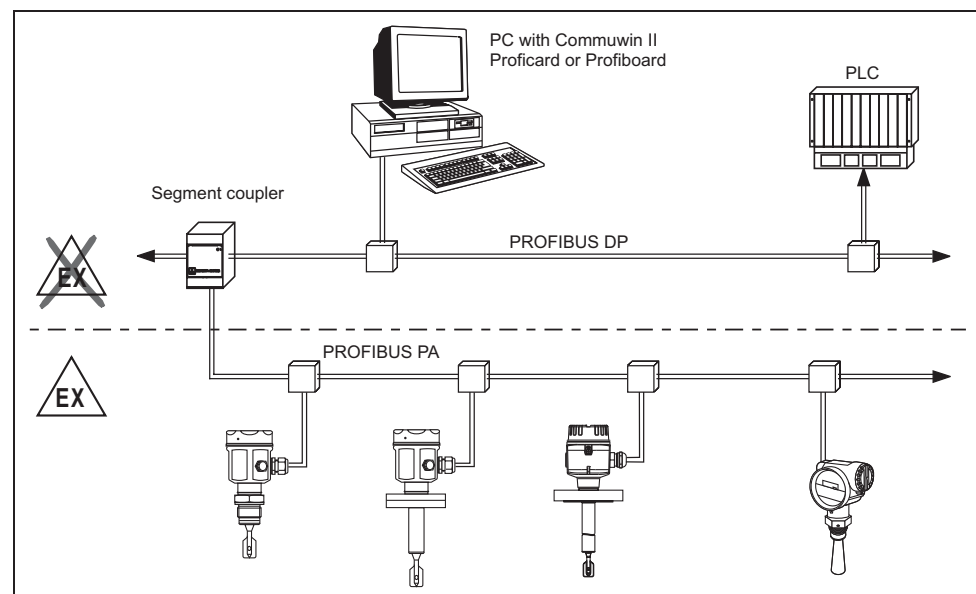 PC with Commuwin II
Proficard or Profiboard
PLC
Segment coupler
PROFIBUS DP
EX
PROFIBUS PA
EX